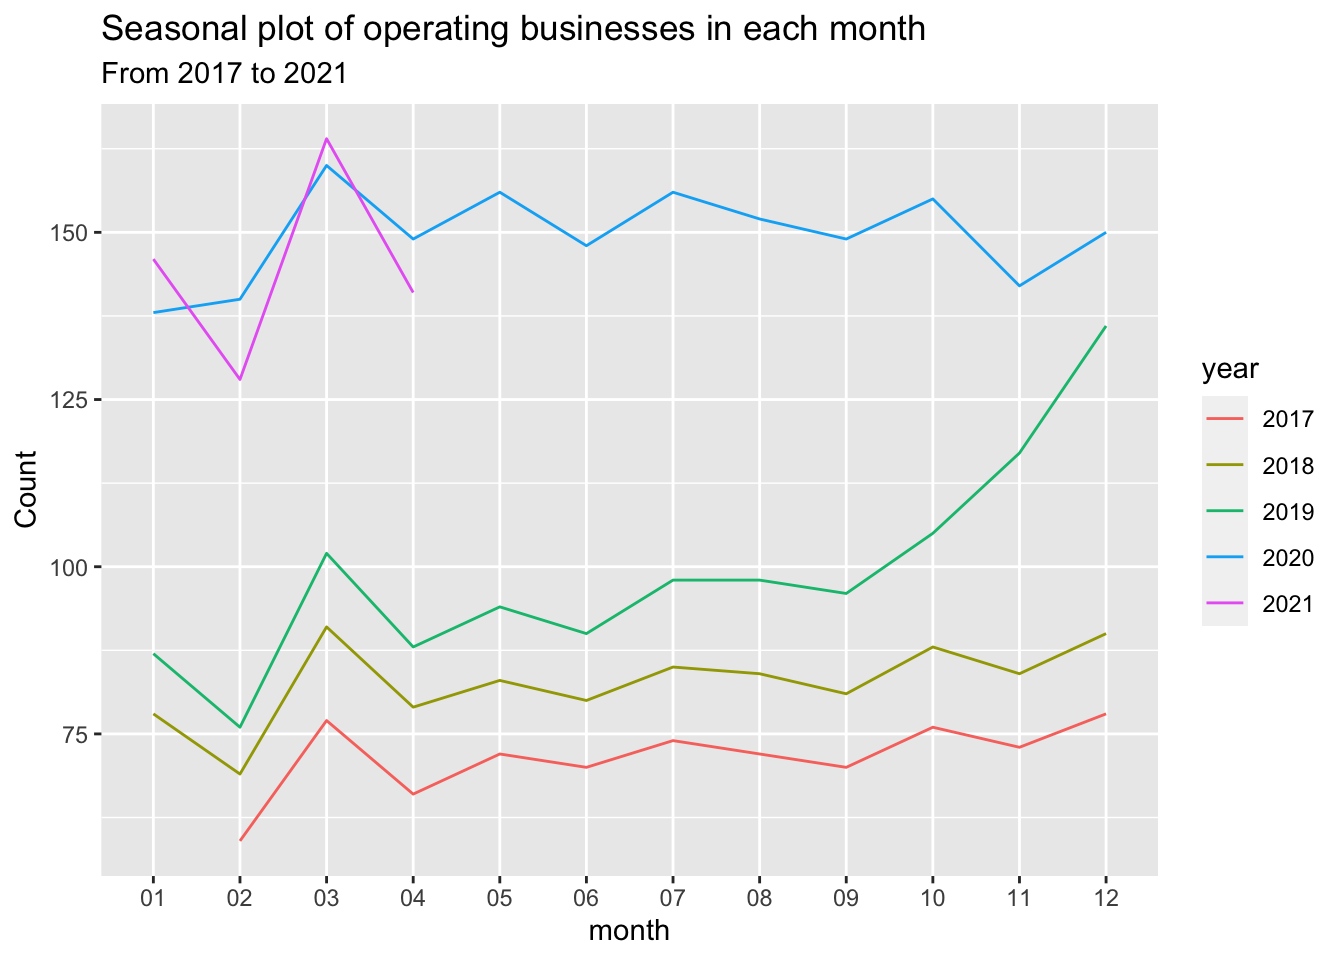 Seasonal plot of operating businesses in each month
From 2017 to 2021
150
125
100
75
Count
01 02 03 04 05 06 07 08 09 10 11 12
month
year
2017
2018
2019
2020
2021